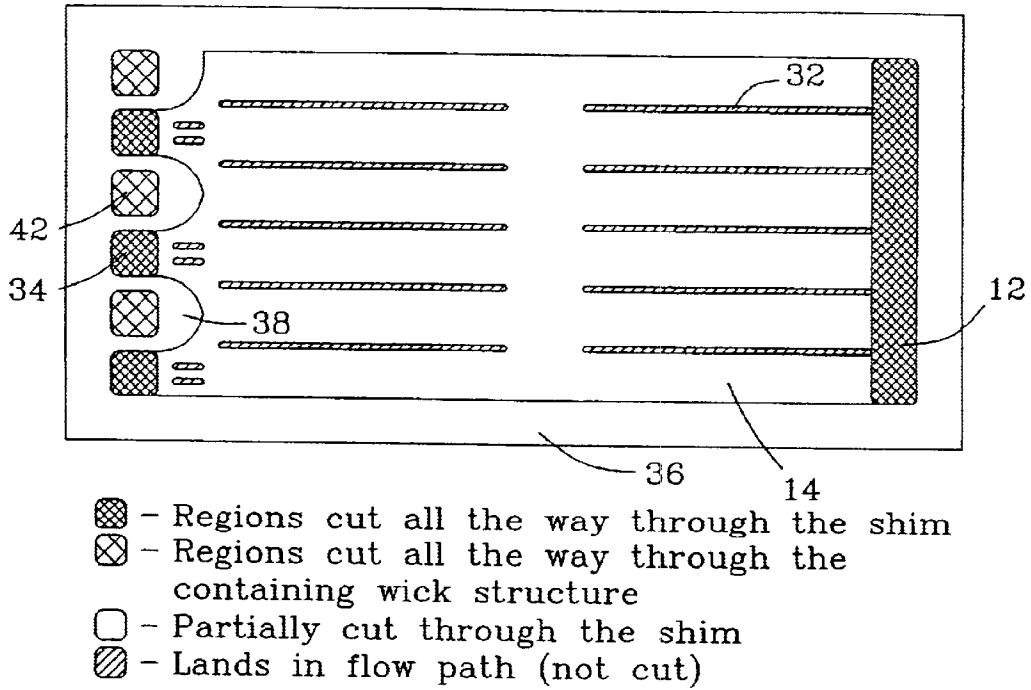 32
42
34
38
12
36
14
– Regions cut all the way through the shim
– Regions cut all the way through the
containing wick structure
– Partially cut through the shim
– Lands in flow path (not cut)